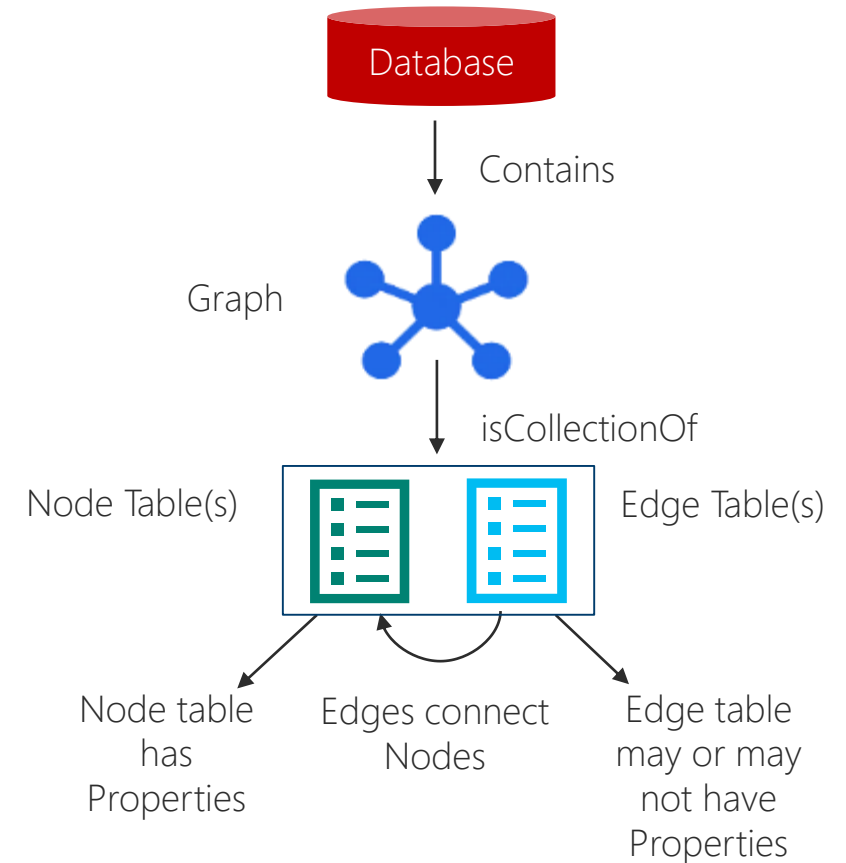 Database
Contains
Graph
isCollectionOf
Node Table(s)
Edge Table(s)
Node table
has
Properties
Edges connect
Nodes
Edge table
may or may
not have
Properties